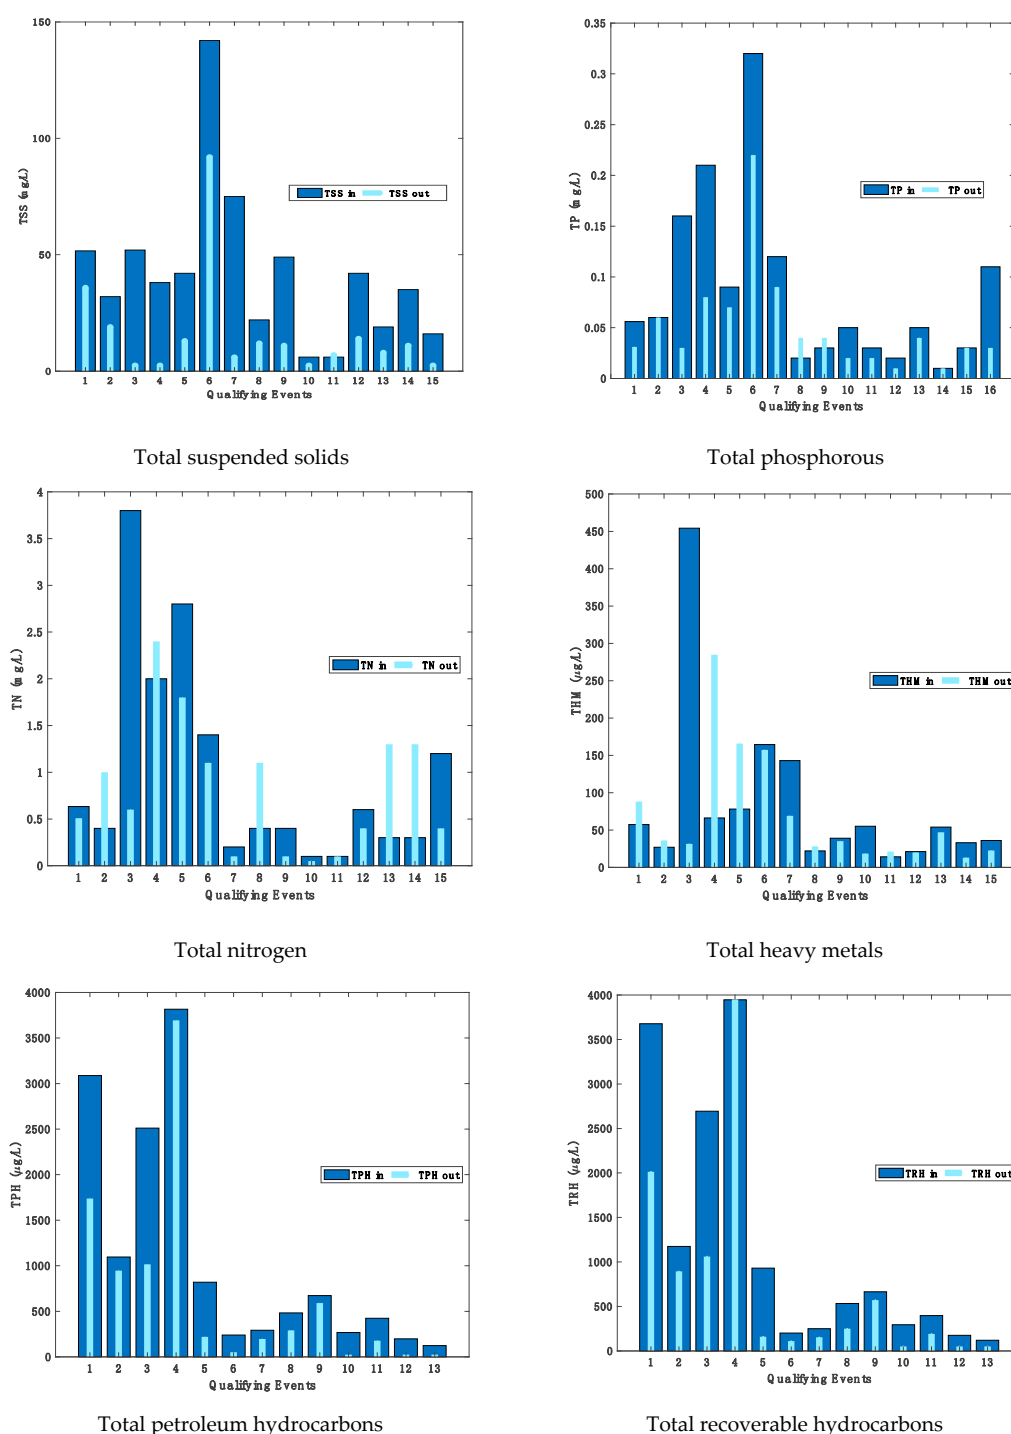 150
100
50
0
TSS (mg/L)
TSS in TSS out
1 2 3 4 5 6 7 8 9 10 11 12 13 14 15
Qualifying Events
Total suspended solids
0.35
0.3
0.25
0.2
0.15
0.1
0.05
0
TP (mg/L)
TP in TP out
1 2 3 4 5 6 7 8 9 10 11 12 13 14 15 16
Qualifying Events
Total phosphorous
4
3.5
3
2.5
2
1.5
1
0.5
0
TN (mg/L)
TN in TN out
1 2 3 4 5 6 7 8 9 10 11 12 13 14 15
Qualifying Events
Total nitrogen
500
450
400
350
300
250
200
150
100
50
0
THM (μg/L)
THM in THM out
1 2 3 4 5 6 7 8 9 10 11 12 13 14 15
Qualifying Events
Total heavy metals
4000
3500
3000
2500
2000
1500
1000
500
0
TPH (μg/L)
TPH in TPH out
1 2 3 4 5 6 7 8 9 10 11 12 13
Qualifying Events
Total petroleum hydrocarbons
4000
3500
3000
2500
2000
1500
1000
500
0
TRH (μg/L)
TRH in TRH out
1 2 3 4 5 6 7 8 9 10 11 12 13
Qualifying Events
Total recoverable hydrocarbons